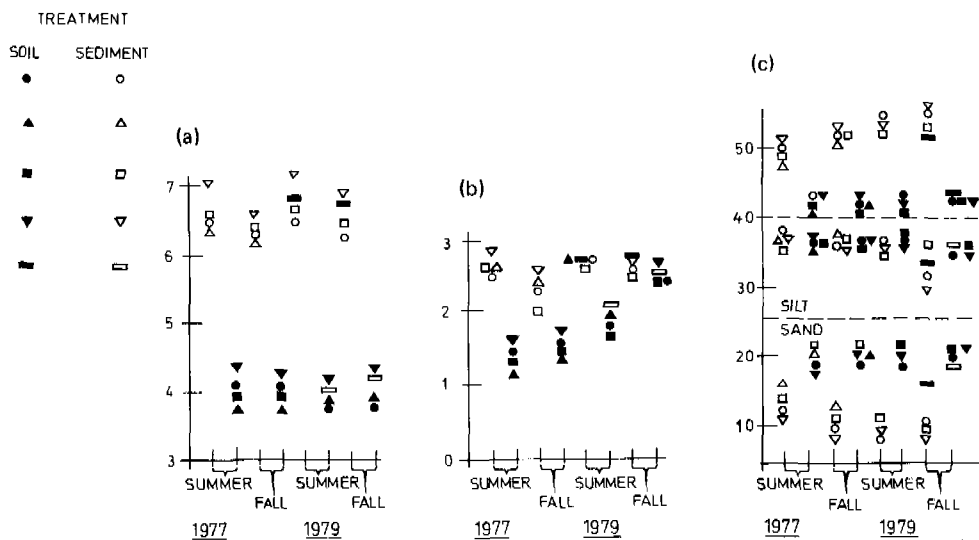 TREATMENT
SOIL SEDIMENT
(a)
7
6
5
4
3
SUMMER SUMMER
FALL FALL
1977 1979
(b)
3
2
1
0
SUMMER SUMMER
FALL FALL
1977 1979
(c)
50
40
30
SILT
SAND
20
10
SUMMER SUMMER
FALL FALL
1977 1979